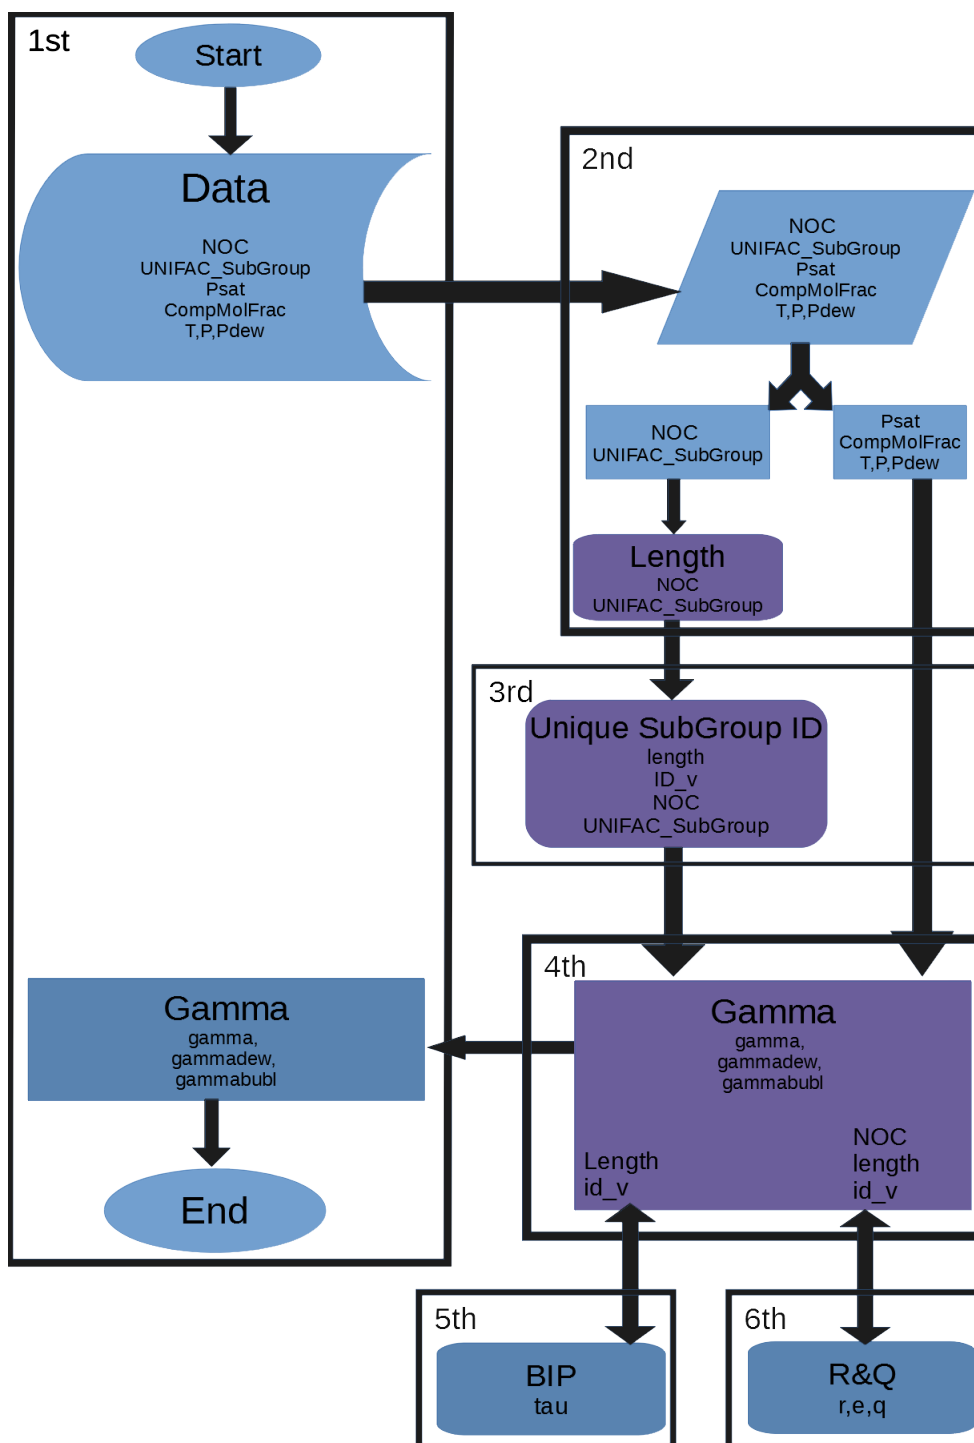 1st
Start
Data
NOC
UNIFAC_SubGroup
Psat
CompMolFrac
T,P,Pdew
2nd
NOC
UNIFAC_SubGroup
Psat
CompMolFrac
T,P,Pdew
NOC
UNIFAC_SubGroup
Psat
CompMolFrac
T,P,Pdew
Length
NOC
UNIFAC_SubGroup
3rd
Unique SubGroup ID
length
ID_v
NOC
UNIFAC_SubGroup
4th
Gamma
gamma,
gammadew,
gammabubl
Length
id_v
NOC
length
id_v
Gamma
gamma,
gammadew,
gammabubl
End
5th
BIP
tau
6th
R&Q
r,e,q